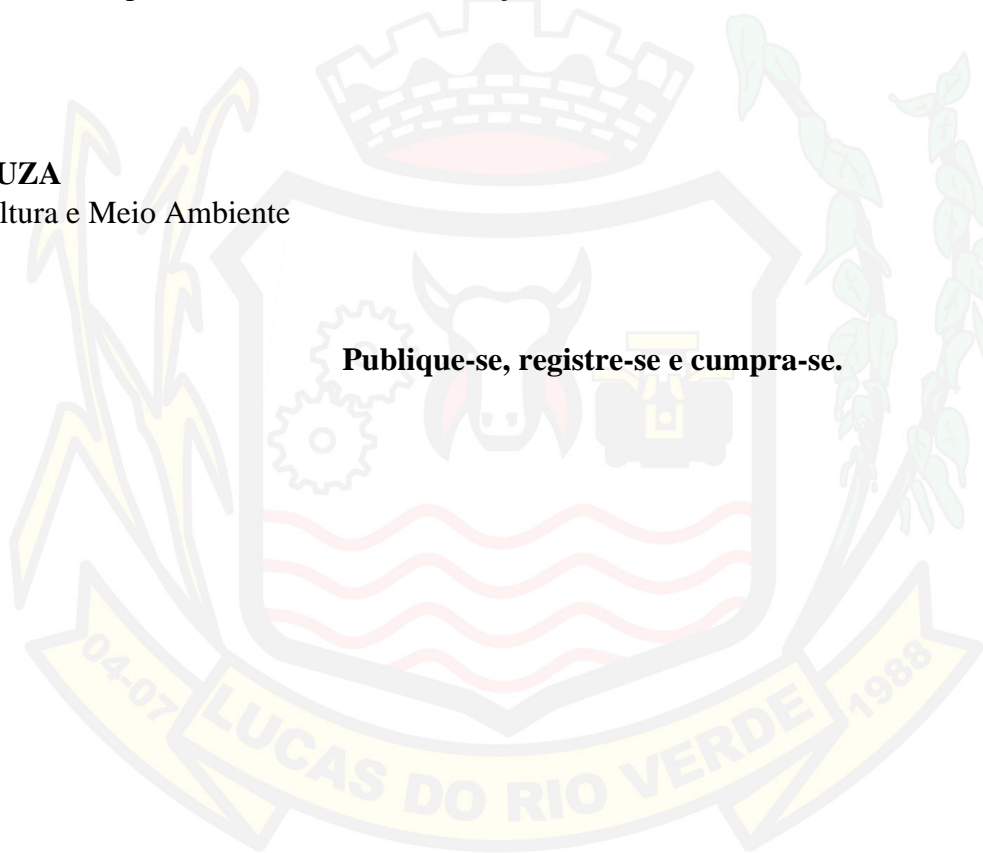 UZA
ltura e Meio Ambiente
Publique-se, registre-se e cumpra-se.
04-07 LUCAS DO RIO VERDE 1988